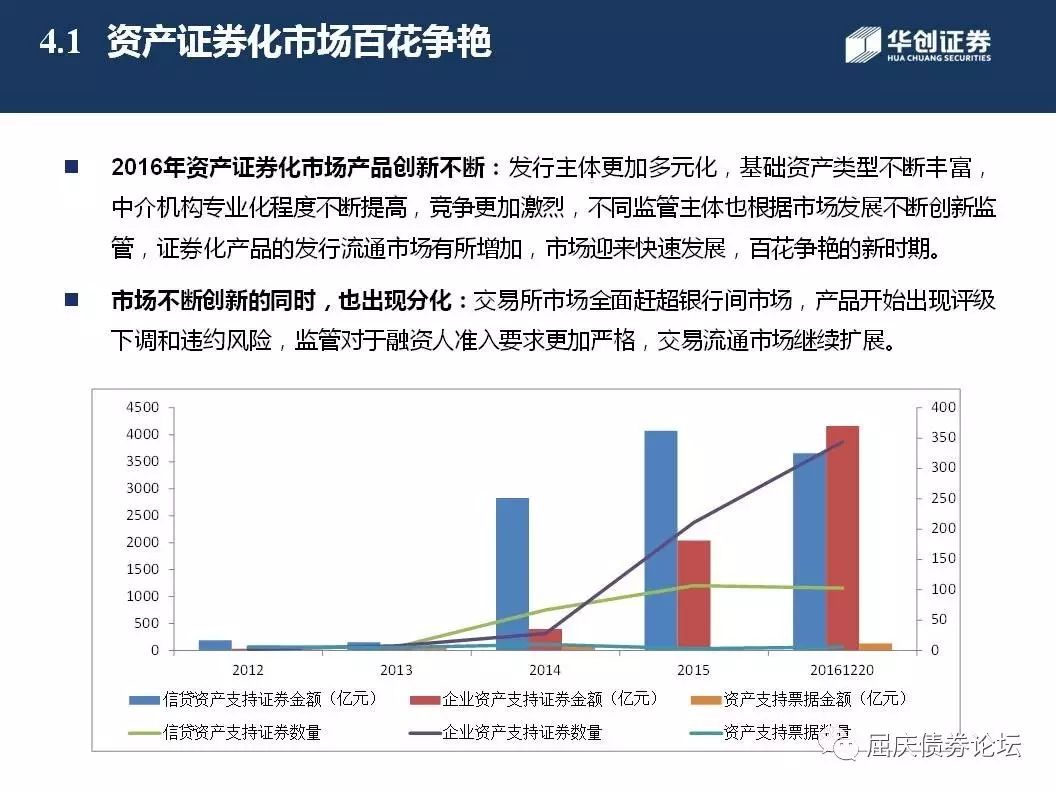 4.1 资产证券化市场百花争艳
华创证券
HUA CHUANG SECURITIES
2016年资产证券化市场产品创新不断：发行主体更加多元化，基础资产类型不断丰富，
中介机构专业化程度不断提高，竞争更加激烈，不同监管主体也根据市场发展不断创新监
管，证券化产品的发行流通市场有所增加，市场迎来快速发展，百花争艳的新时期。
市场不断创新的同时，也出现分化：交易所市场全面赶超银行间市场，产品开始出现评级
下调和违约风险，监管对于融资人准入要求更加严格，交易流通市场继续扩展。
4500 400
4000 350
3500 300
3000 250
2500 200
2000 150
1500 100
1000 50
500 0
0
2012 2013 2014 2015 20161220
信贷资产支持证券金额（亿元） 企业资产支持证券金额（亿元） 资产支持票据金额（亿元）
信贷资产支持证券数量 企业资产支持证券数量 资产支持票据数量
屈庆债券论坛